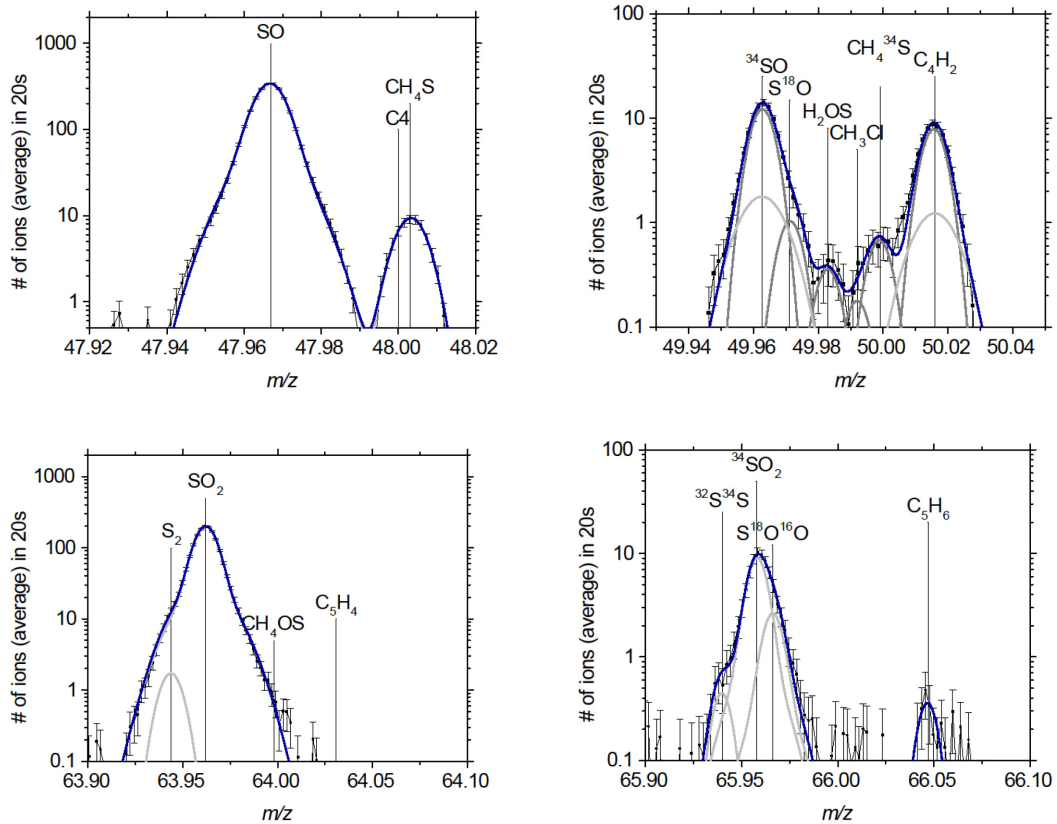 # of ions (average) in 20s
1000
100
10
1
SO
CH₄S
C4
47.92 47.94 47.96 47.98 48.00 48.02
m/z
# of ions (average) in 20s
100
10
1
0.1
³⁴SO
S¹⁸O
H₂OS
CH₃Cl
CH₄³⁴S
C₄H₂
49.94 49.96 49.98 50.00 50.02 50.04
m/z
# of ions (average) in 20s
1000
100
10
1
0.1
SO₂
S₂
CH₄OS
C₅H₄
63.90 63.95 64.00 64.05 64.10
m/z
# of ions (average) in 20s
100
10
1
0.1
³⁴SO₂
³²S³⁴S
S¹⁸O¹⁶O
C₅H₆
65.90 65.95 66.00 66.05 66.10
m/z